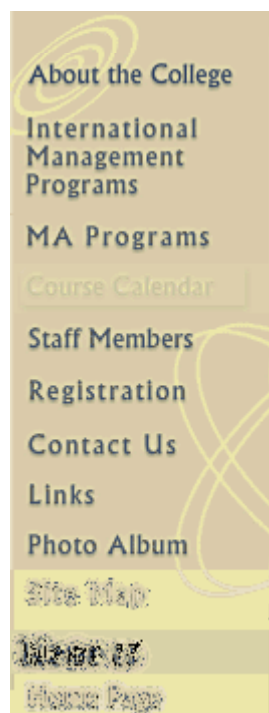 About the College
International
Management
Programs
MA Programs
Course Calendar
Staff Members
Registration
Contact Us
Links
Photo Album
Site Map
Home Page